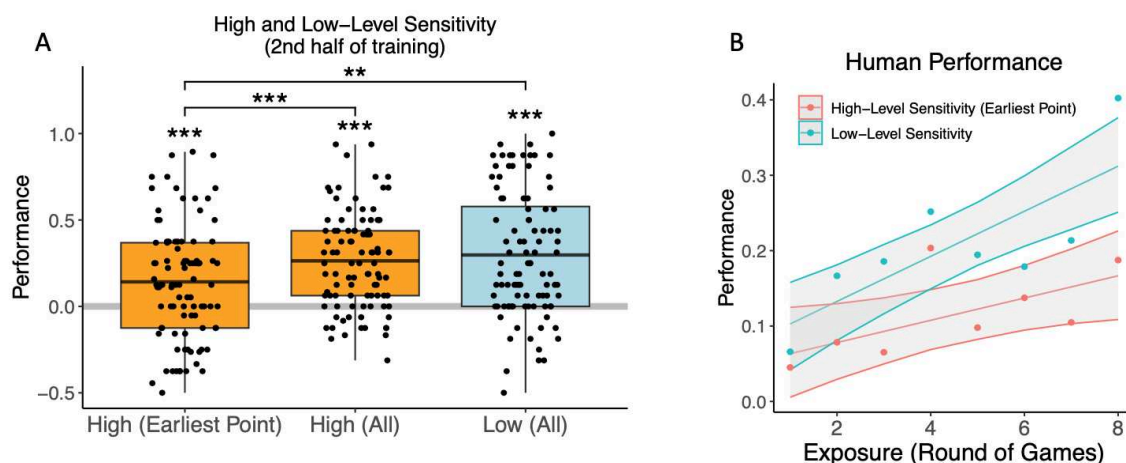 A
High and Low–Level Sensitivity
(2nd half of training)
**
***
***
***
***
Performance
1.0
0.5
0.0
−0.5
High (Earliest Point)
High (All)
Low (All)
B
Human Performance
High−Level Sensitivity (Earliest Point)
Low−Level Sensitivity
Performance
0.4
0.3
0.2
0.1
0.0
2
4
6
8
Exposure (Round of Games)